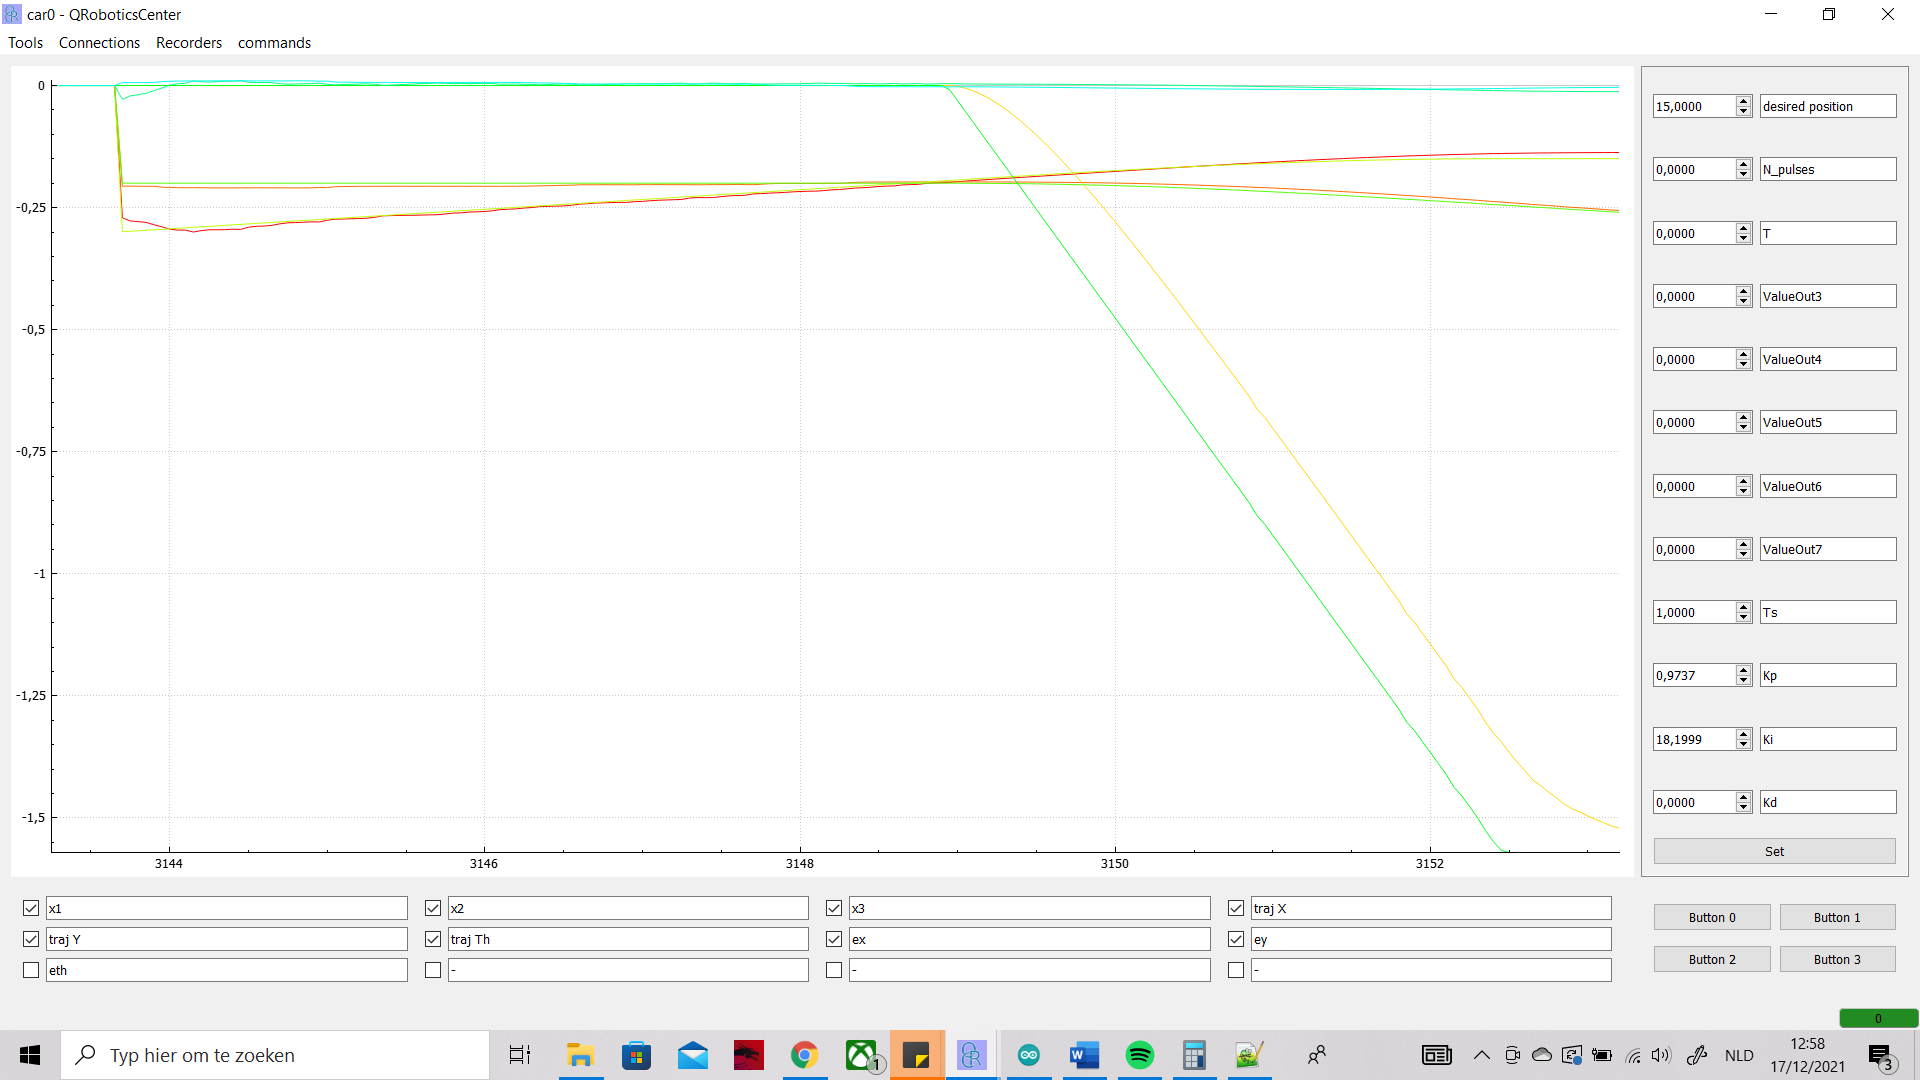 car0 - QRoboticsCenter
Tools Connections Recorders commands
0
-0,25
-0,5
-0,75
-1
-1,25
-1,5
3144 3146 3148 3150 3152
15,0000 desired position
0,0000 N_pulses
0,0000 T
0,0000 ValueOut3
0,0000 ValueOut4
0,0000 ValueOut5
0,0000 ValueOut6
0,0000 ValueOut7
1,0000 Ts
0,9737 Kp
18,1999 Ki
0,0000 Kd
Set
x1 x2 x3 traj X
traj Y traj Th ex ey
eth - - -
Button 0 Button 1
Button 2 Button 3
0
Typ hier om te zoeken
1
NLD
12:58
17/12/2021
3